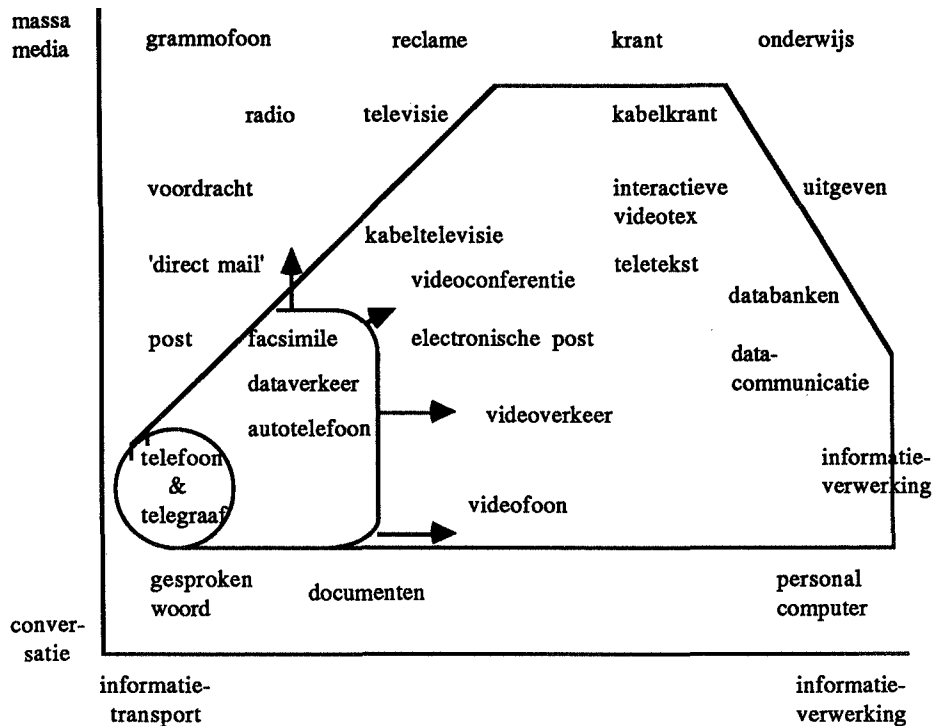 massa
media
grammofoon
reclame
krant
onderwijs
radio
televisie
kabelkrant
voordracht
interactieve
videotex
uitgeven
kabeltelevisie
'direct mail'
videoconferentie
teletekst
databanken
post
facsimile
electronische post
data-
communicatie
dataverkeer
autotelefoon
videoverkeer
telefoon
&
telegraaf
informatie-
verwerking
videofoon
gesproken
woord
documenten
personal
computer
conver-
satie
informatie-
transport
informatie-
verwerking